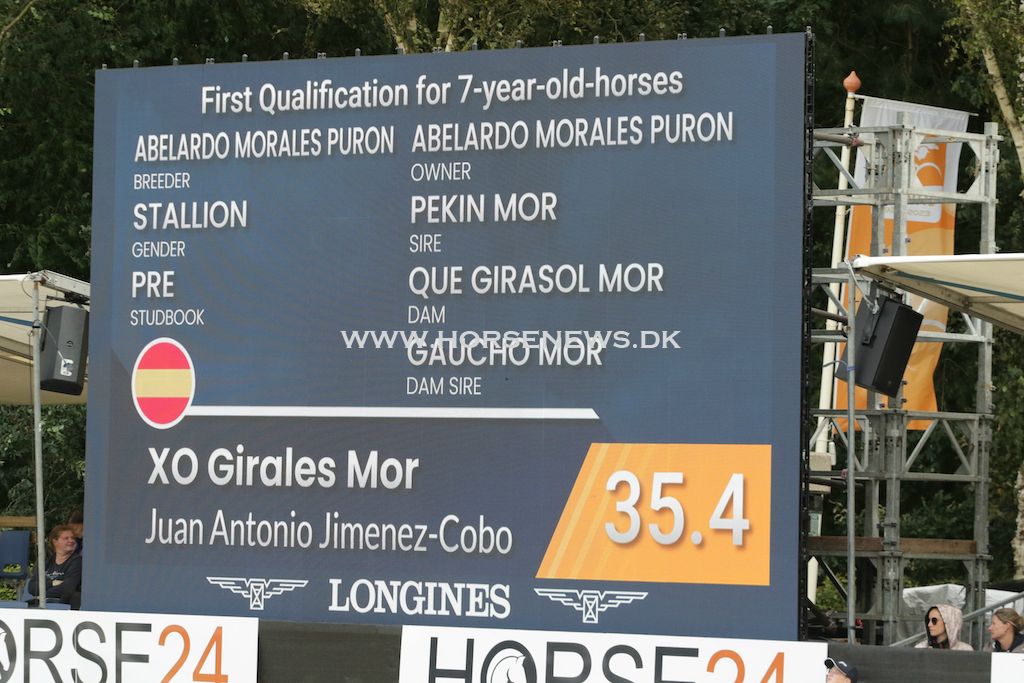 First Qualification for 7-year-old-horses
ABELARDO MORALES PURON
BREEDER
STALLION
GENDER
PRE
STUDBOOK
ABELARDO MORALES PURON
OWNER
PEKIN MOR
SIRE
QUE GIRASOL MOR
DAM
WWW.HORSENEWS.DK
GAUCHO MOR
DAM SIRE
XO Girales Mor
Juan Antonio Jimenez-Cobo
35.4
LONGINES
HORSE24
HORSE24